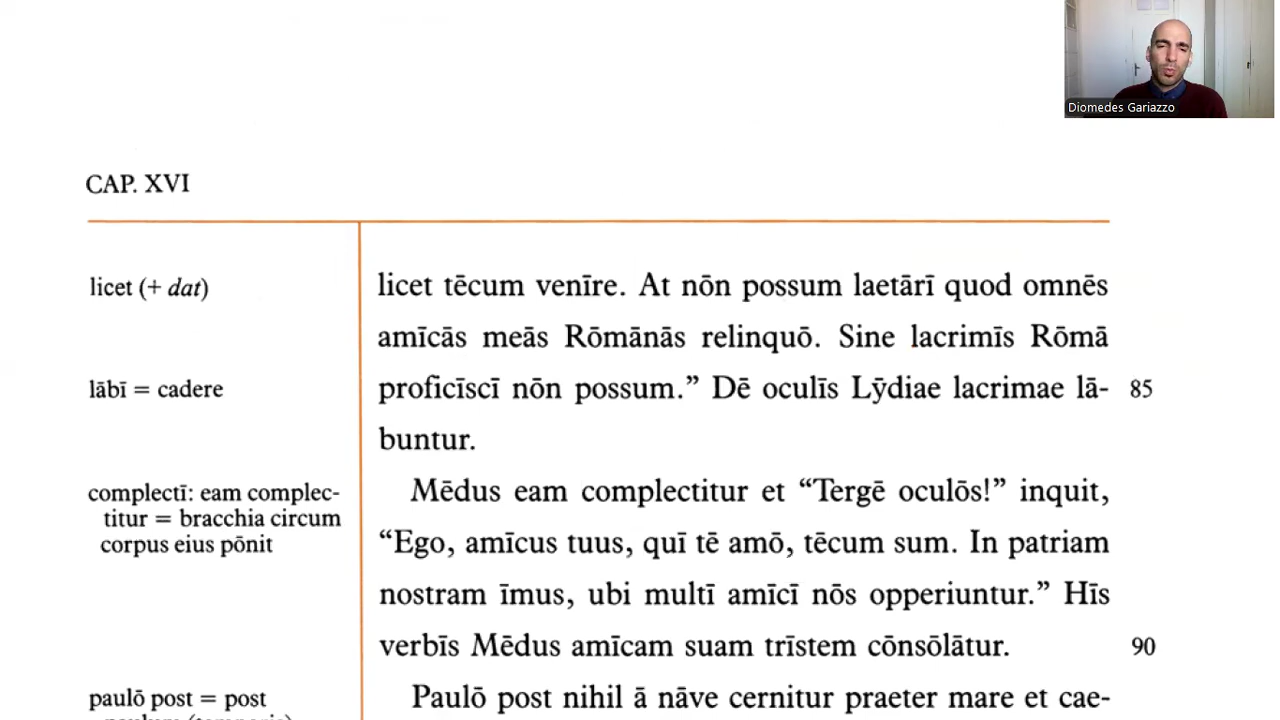 Diomedes Gariazzo
CAP. XVI
licet (+ dat)
lābī = cadere
complectī: eam complec-
titur = bracchia circum
corpus eius pōnit
paulō post = post
licet tēcum venīre. At nōn possum laetārī quod omnēs
amīcās meās Rōmānās relinquō. Sine lacrimīs Rōmā
proficīscī nōn possum.” Dē oculīs Lȳdiae lacrimae lā-
85
buntur.
Mēdus eam complectitur et “Tergē oculōs!” inquit,
“Ego, amīcus tuus, quī tē amō, tēcum sum. In patriam
nostram īmus, ubi multī amīcī nōs opperiuntur.” Hīs
verbīs Mēdus amīcam suam trīstem cōnsōlātur.
90
Paulō post nihil ā nāve cernitur praeter mare et cae-